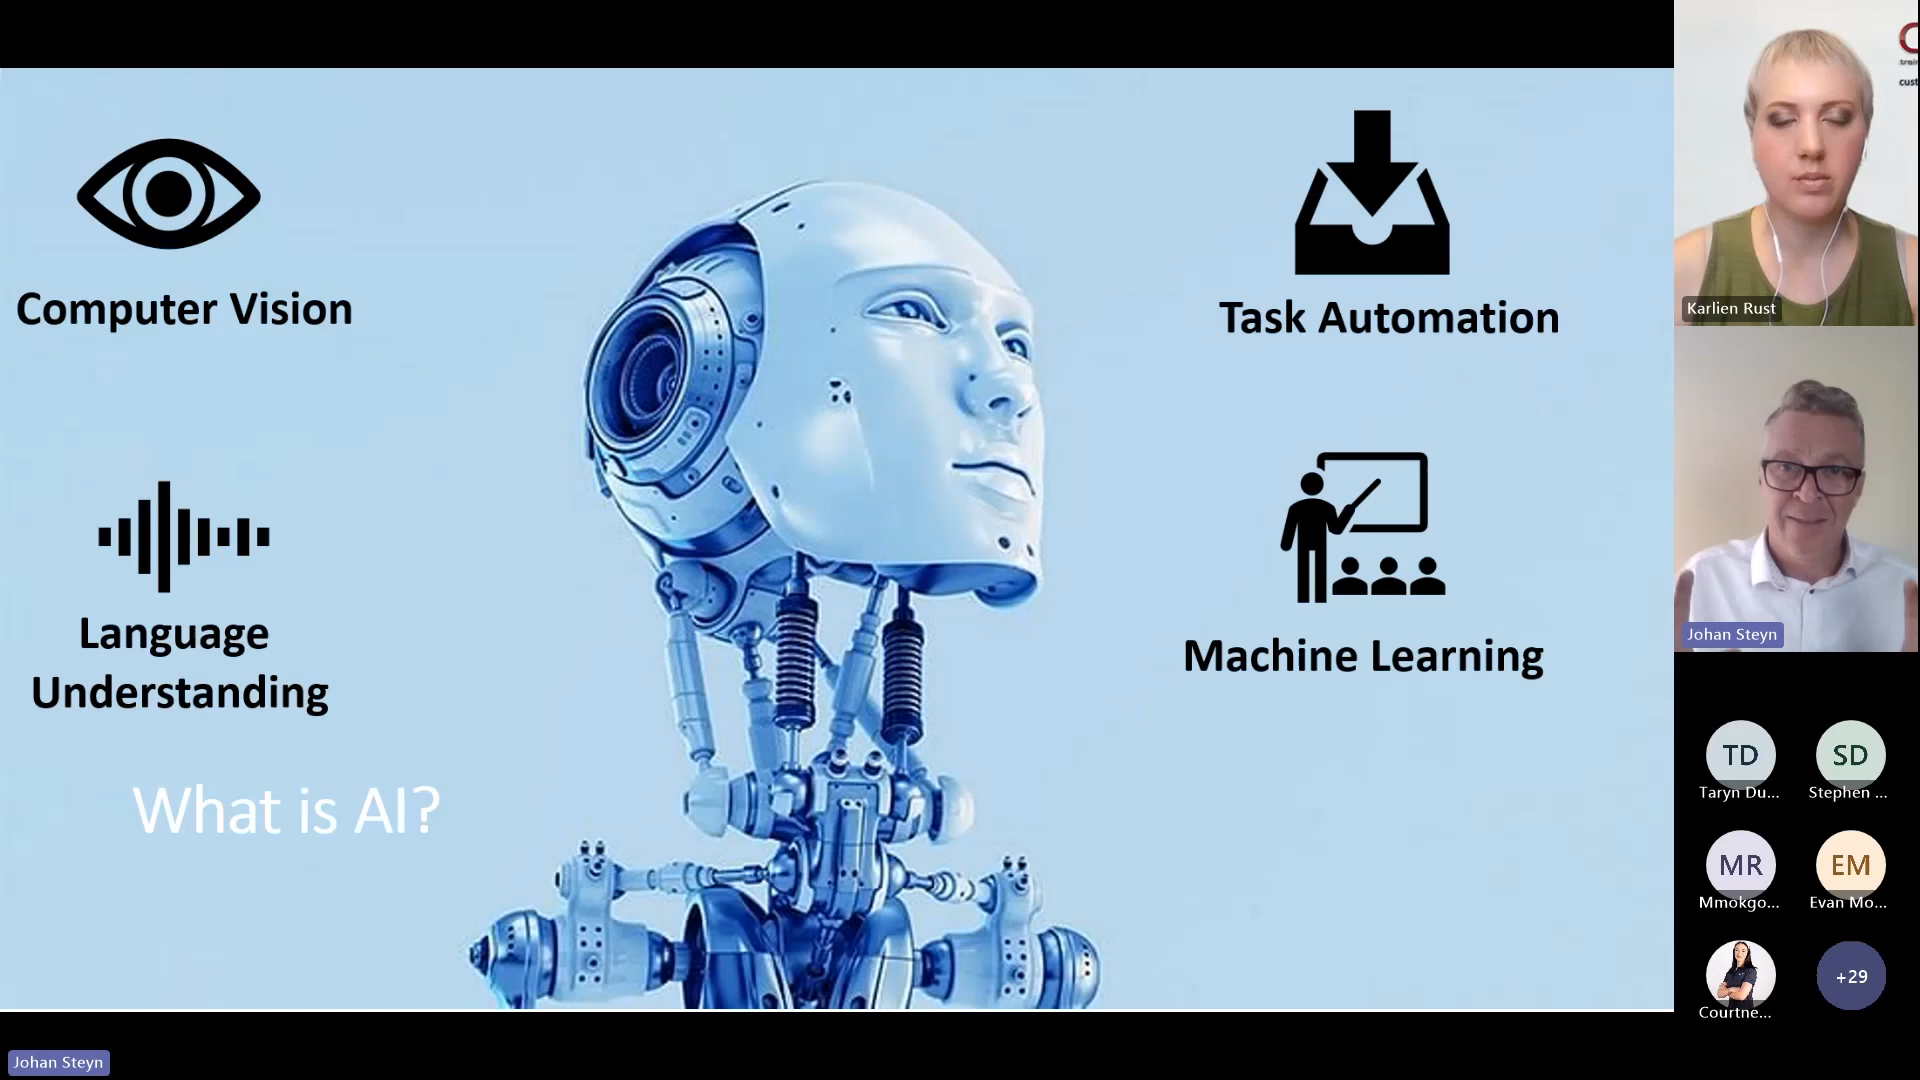 Computer Vision
Language
Understanding
What is AI?
Task Automation
Machine Learning
Karlien Rust
Johan Steyn
TD
Taryn Du...
SD
Stephen ...
MR
Mmokgo...
EM
Evan Mo...
Courtne...
+29
Johan Steyn